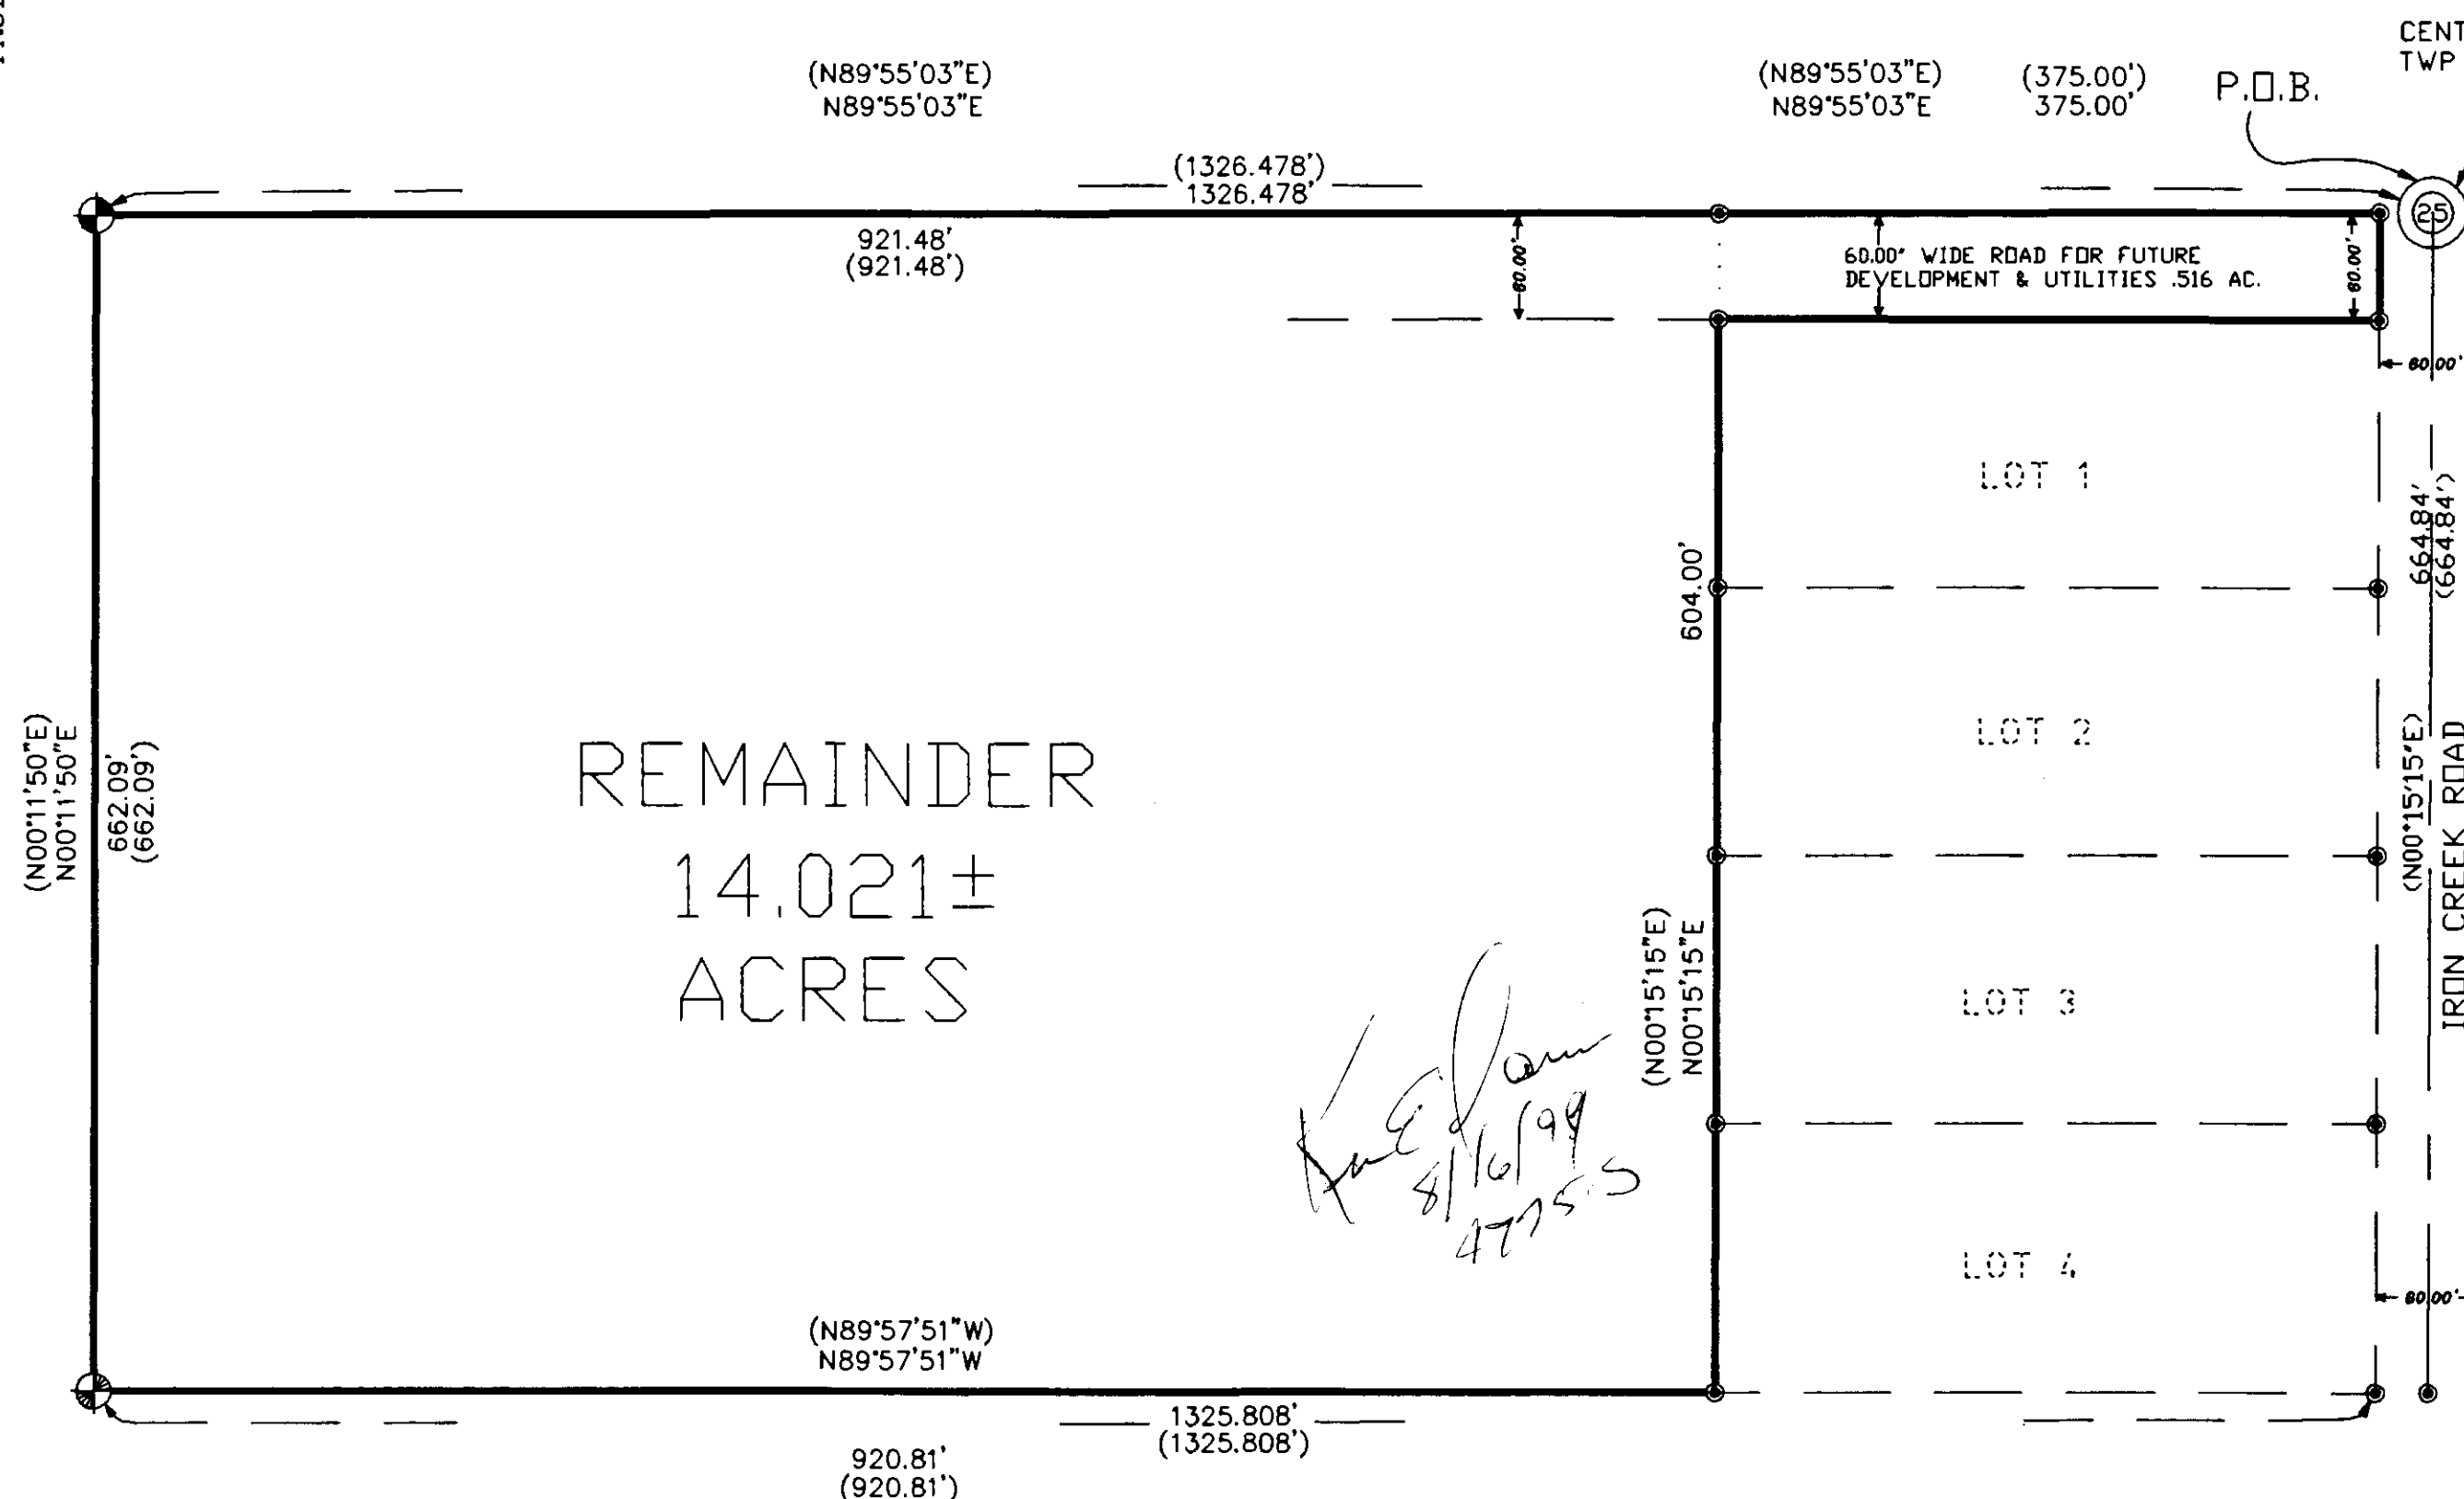 CENT
TWP
(N89°55'03"E)
N89°55'03"E
(N89°55'03"E) (375.00')
N89°55'03"E 375.00'
P.O.B.
(1326.478')
1326.478'
25
921.48'
(921.48')
60.00'
60.00' WIDE ROAD FOR FUTURE
DEVELOPMENT & UTILITIES .516 AC.
60.00'
60.00'
LOT 1
664.84'
(664.84')
604.00'
LOT 2
(N00°11'50"E)
N00°11'50"E
662.09'
(662.09')
REMAINDER
14.021±
ACRES
(N00°15'15"E)
N00°15'15"E
(N00°15'15"E)
IRON CREEK ROAD
LOT 3
8/16/99
LOT 4
60.00'
(N89°57'51"W)
N89°57'51"W
1325.808'
(1325.808')
920.81'
(920.81')